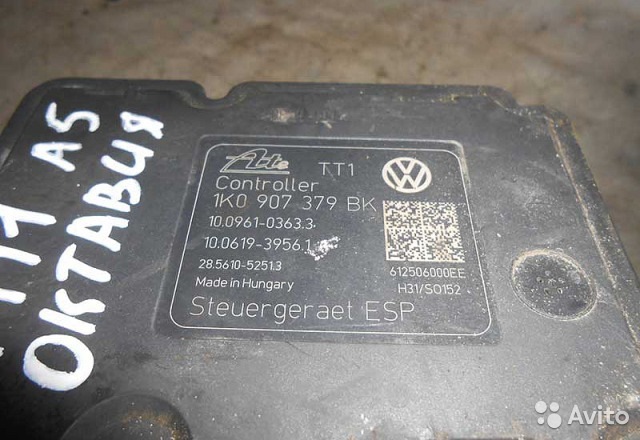 А5
ОКТАВИЯ
Ate TT1
Controller
1K0 907 379 BK
10.0961-0363.3
10.0619-3956.1
28.5610-5251.3
Made in Hungary
612506000EE
H31/SO152
Steuergeraet ESP
Avito